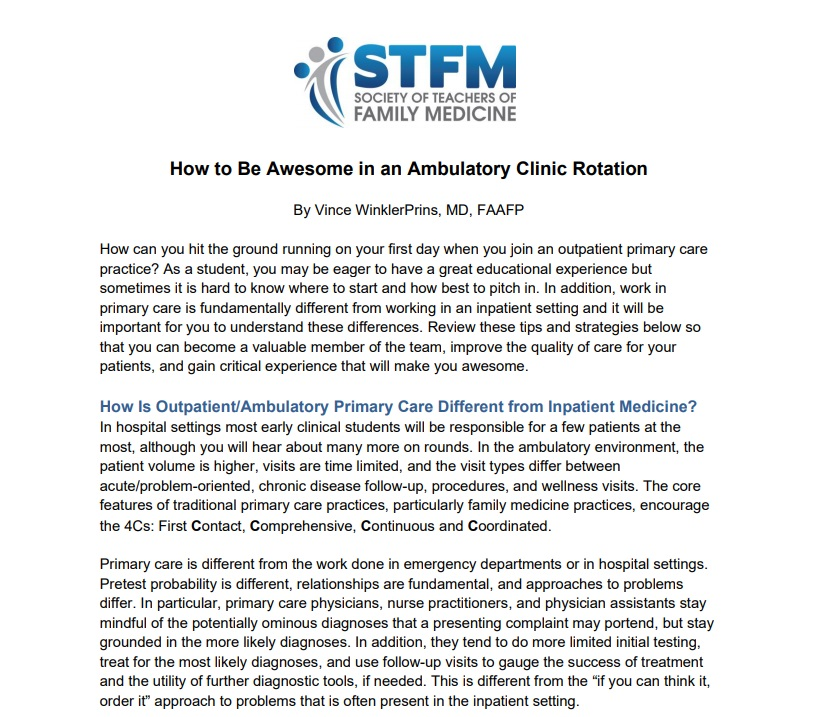 STFM
SOCIETY OF TEACHERS OF
FAMILY MEDICINE
How to Be Awesome in an Ambulatory Clinic Rotation
By Vince WinklerPrins, MD, FAAFP
How can you hit the ground running on your first day when you join an outpatient primary care
practice? As a student, you may be eager to have a great educational experience but
sometimes it is hard to know where to start and how best to pitch in. In addition, work in
primary care is fundamentally different from working in an inpatient setting and it will be
important for you to understand these differences. Review these tips and strategies below so
that you can become a valuable member of the team, improve the quality of care for your
patients, and gain critical experience that will make you awesome.
How Is Outpatient/Ambulatory Primary Care Different from Inpatient Medicine?
In hospital settings most early clinical students will be responsible for a few patients at the
most, although you will hear about many more on rounds. In the ambulatory environment, the
patient volume is higher, visits are time limited, and the visit types differ between
acute/problem-oriented, chronic disease follow-up, procedures, and wellness visits. The core
features of traditional primary care practices, particularly family medicine practices, encourage
the 4Cs: First Contact, Comprehensive, Continuous and Coordinated.
Primary care is different from the work done in emergency departments or in hospital settings.
Pretest probability is different, relationships are fundamental, and approaches to problems
differ. In particular, primary care physicians, nurse practitioners, and physician assistants stay
mindful of the potentially ominous diagnoses that a presenting complaint may portend, but stay
grounded in the more likely diagnoses. In addition, they tend to do more limited initial testing,
treat for the most likely diagnoses, and use follow-up visits to gauge the success of treatment
and the utility of further diagnostic tools, if needed. This is different from the “if you can think it,
order it” approach to problems that is often present in the inpatient setting.